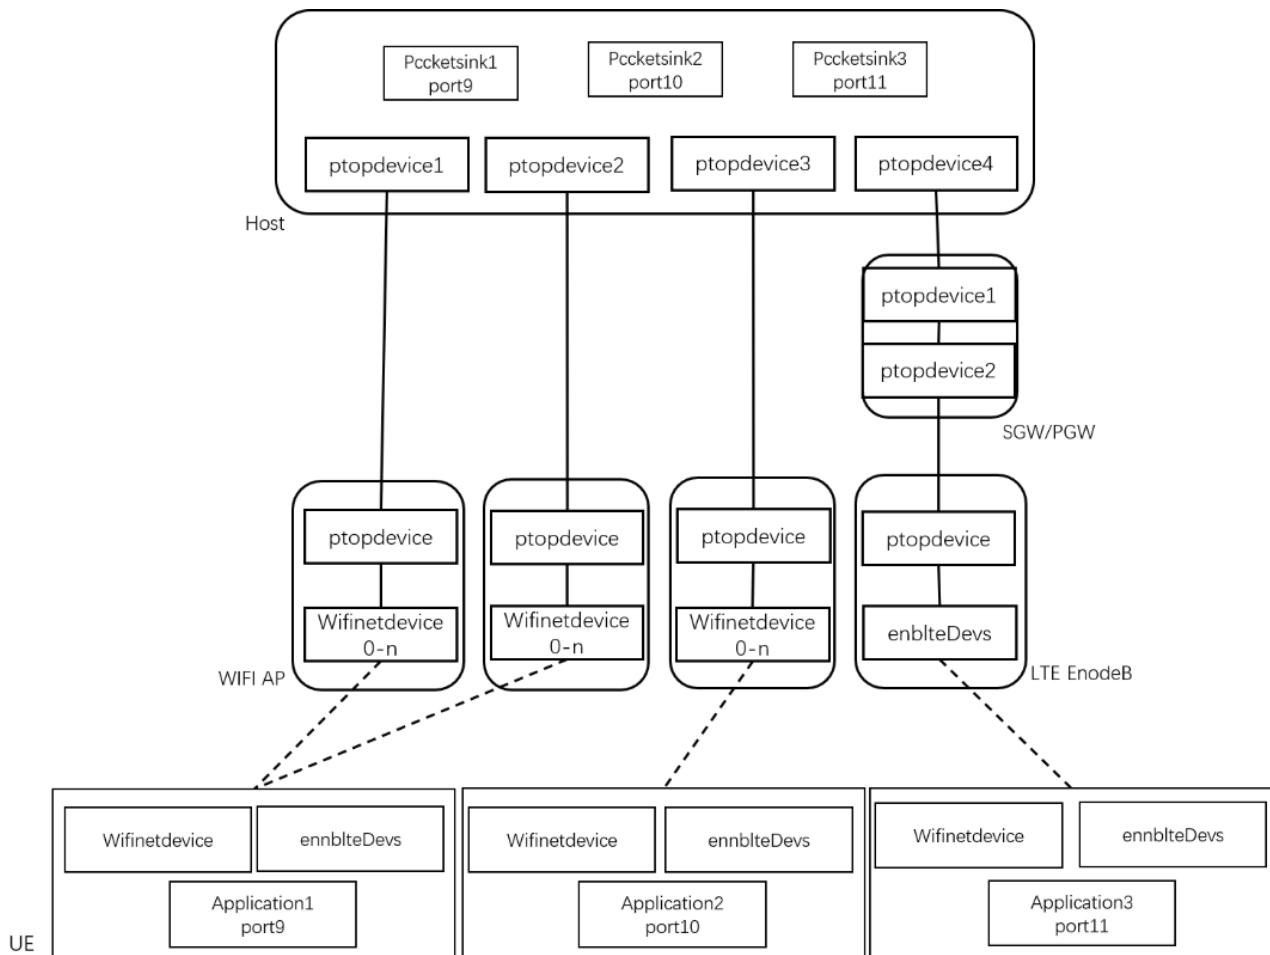 Pccketsink1
port9
Pccketsink2
port10
Pccketsink3
port11
ptopdevice1
ptopdevice2
ptopdevice3
ptopdevice4
Host
ptopdevice1
ptopdevice2
SGW/PGW
ptopdevice
ptopdevice
ptopdevice
ptopdevice
Wifinetdevice
0-n
Wifinetdevice
0-n
Wifinetdevice
0-n
enblteDevs
WIFI AP
LTE EnodeB
Wifinetdevice
ennblteDevs
Wifinetdevice
ennblteDevs
Wifinetdevice
ennblteDevs
Application1
port9
Application2
port10
Application3
port11
UE